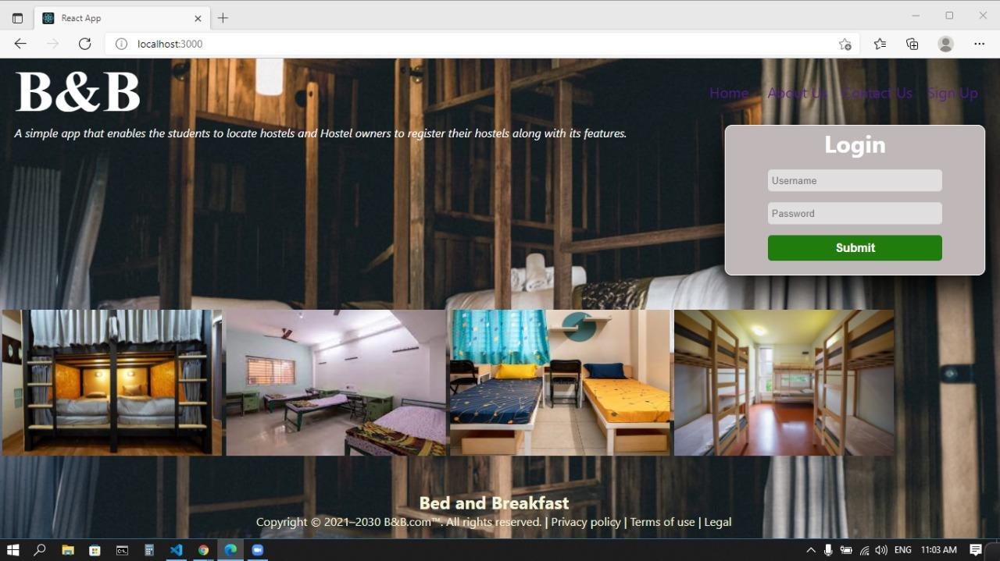 React App
localhost:3000
B&B
Home About Us Contact Us Sign Up
A simple app that enables the students to locate hostels and Hostel owners to register their hostels along with its features.
Login
Username
Password
Submit
Bed and Breakfast
Copyright © 2021–2030 B&B.com™. All rights reserved. | Privacy policy | Terms of use | Legal
ENG 11:03 AM